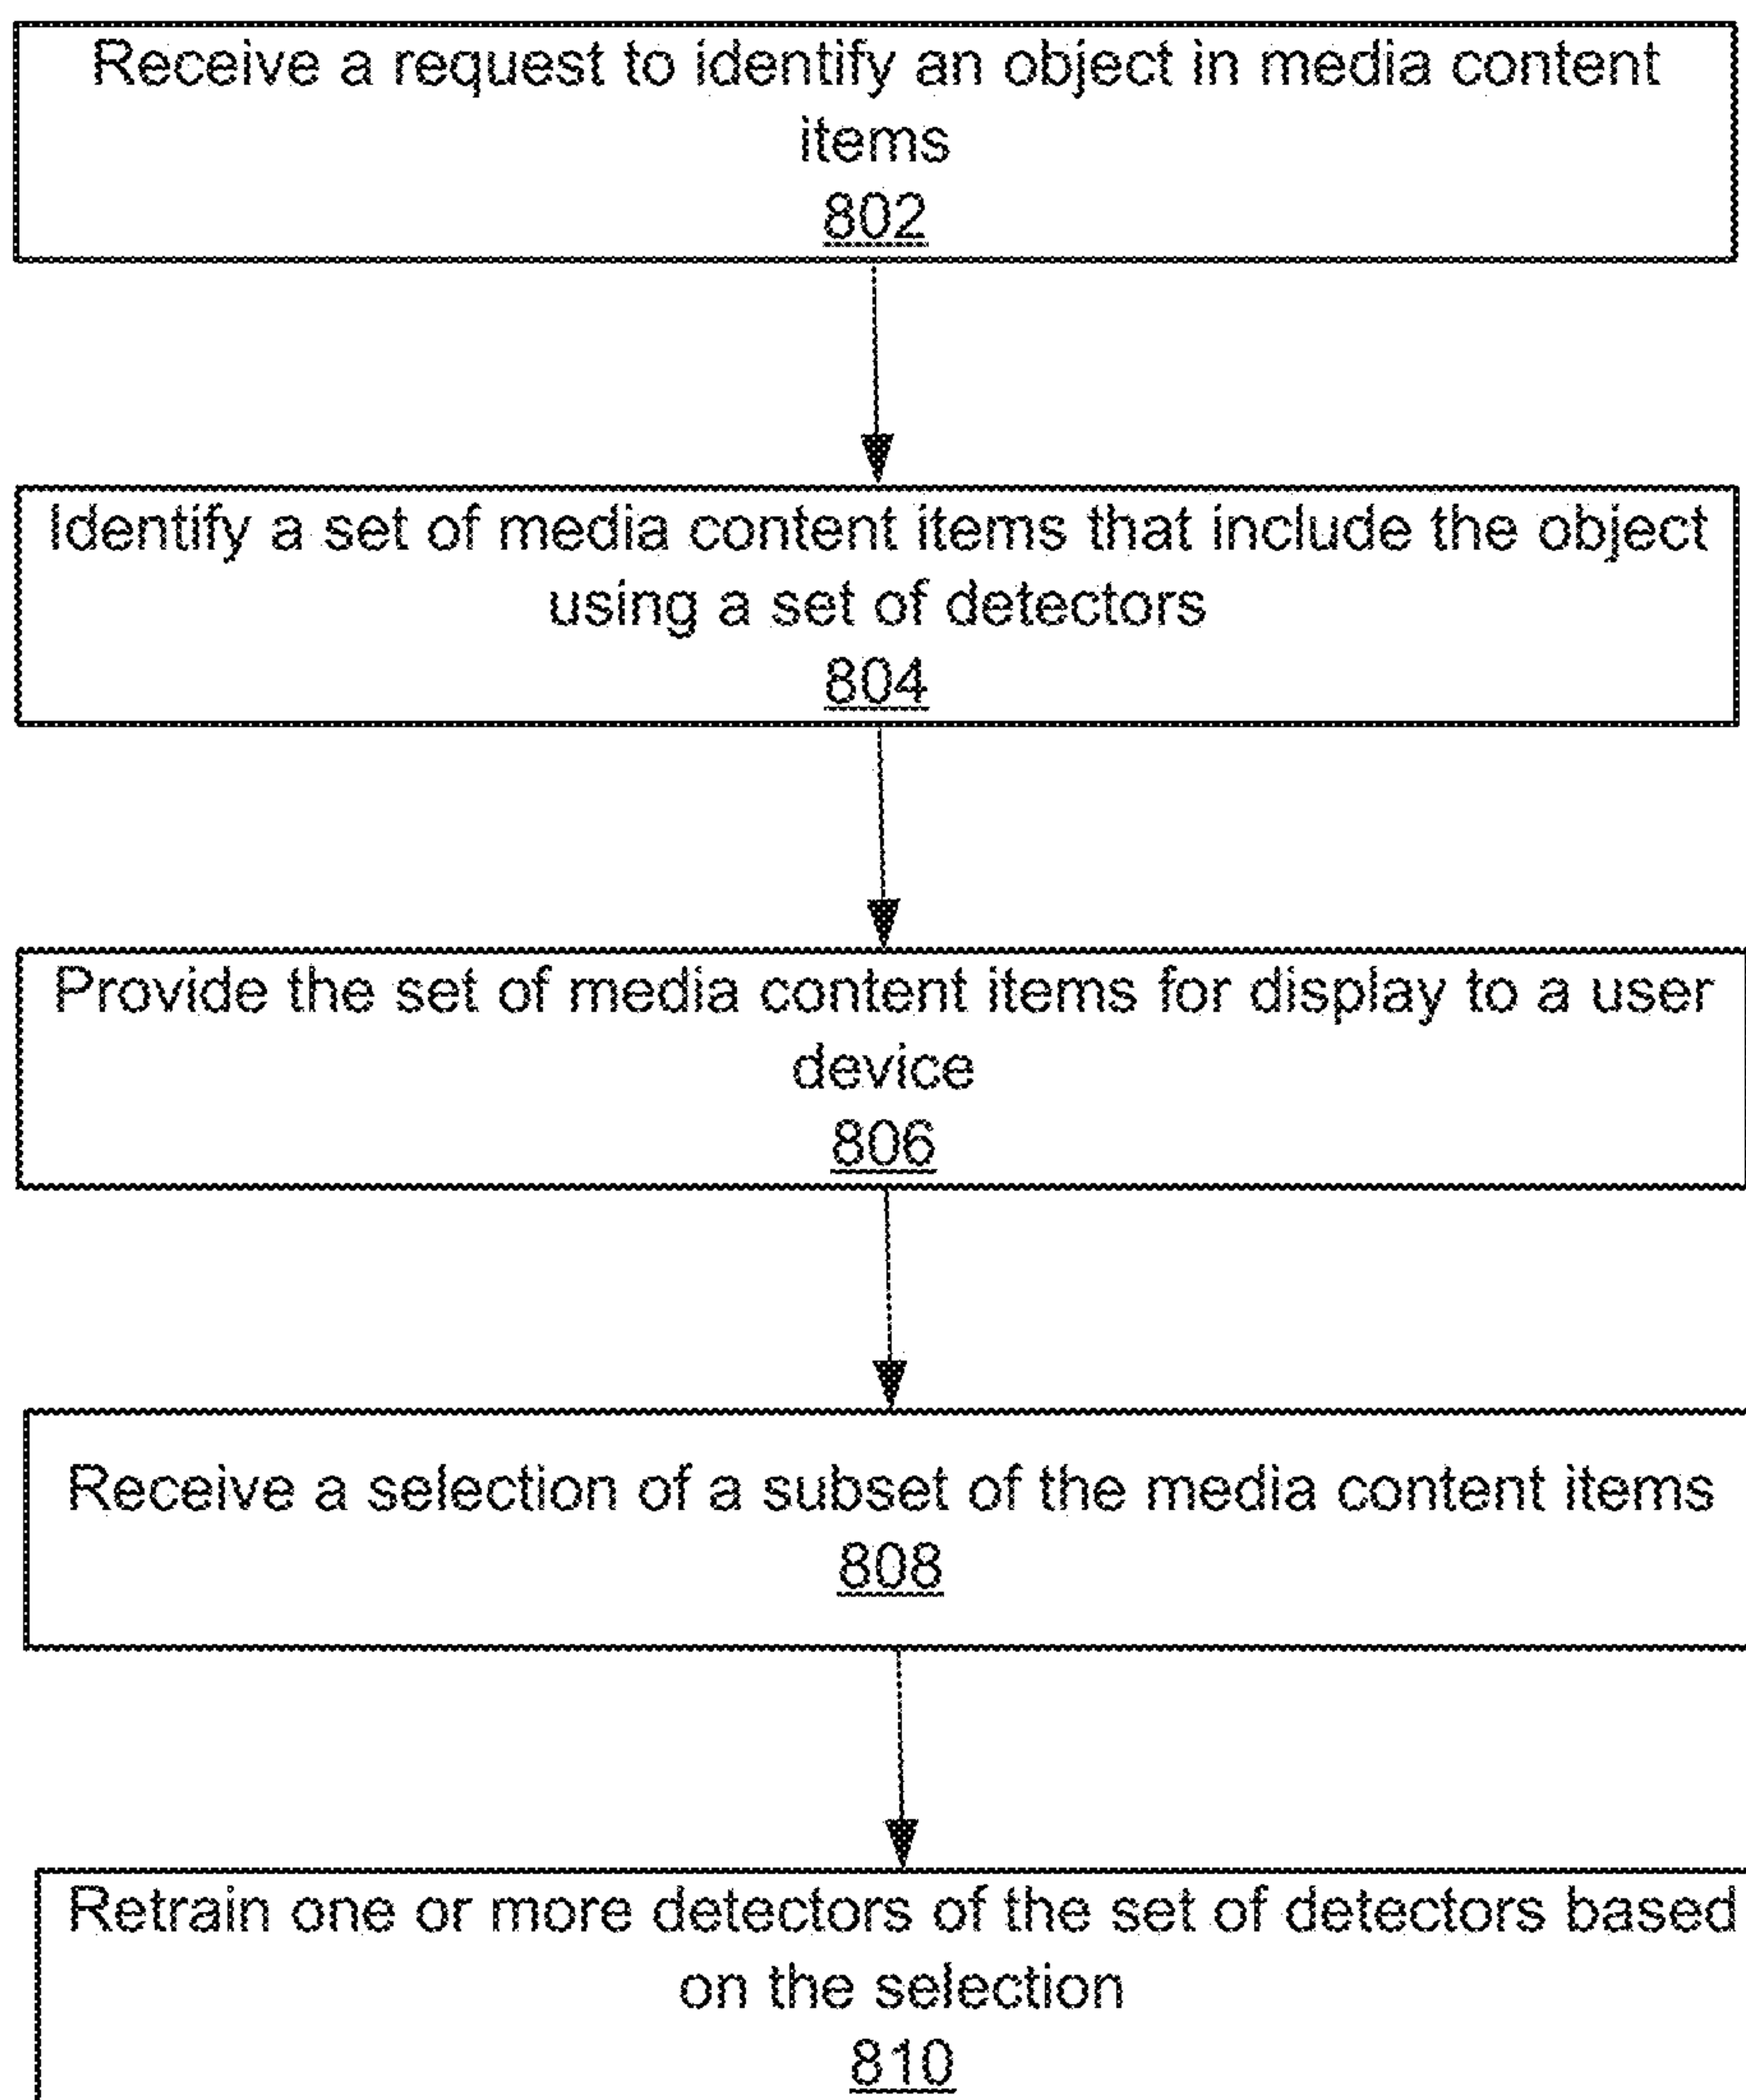 Receive a request to identify an object in media content
items
802
Identify a set of media content items that include the object
using a set of detectors
804
Provide the set of media content items for display to a user
device
806
Receive a selection of a subset of the media content items
808
Retrain one or more detectors of the set of detectors based
on the selection
810